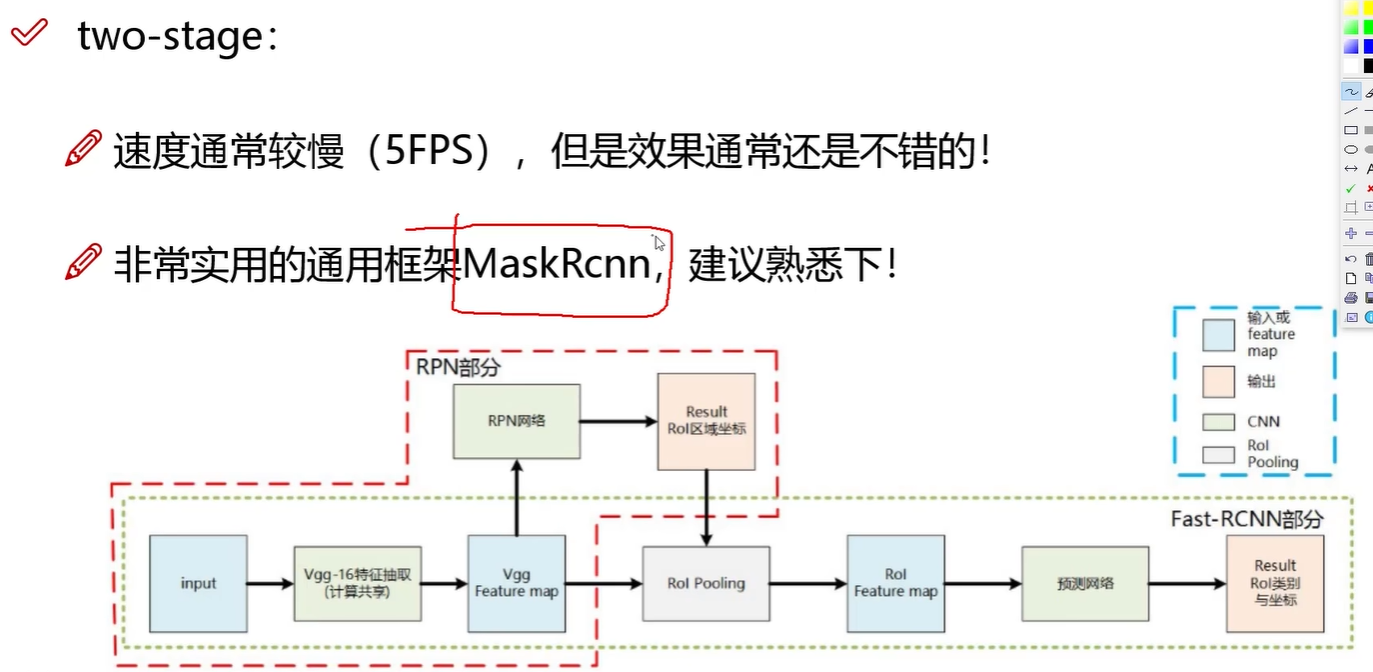 two-stage:
速度通常较慢（5FPS），但是效果通常还是不错的！
非常实用的通用框架MaskRcnn，建议熟悉下！
输入或
feature
map
输出
CNN
RoI
Pooling
RPN部分
RPN网络
Result
RoI区域坐标
Fast-RCNN部分
input
Vgg-16特征抽取
(计算共享)
Vgg
Feature map
RoI Pooling
RoI
Feature map
预测网络
Result
RoI类别
与坐标